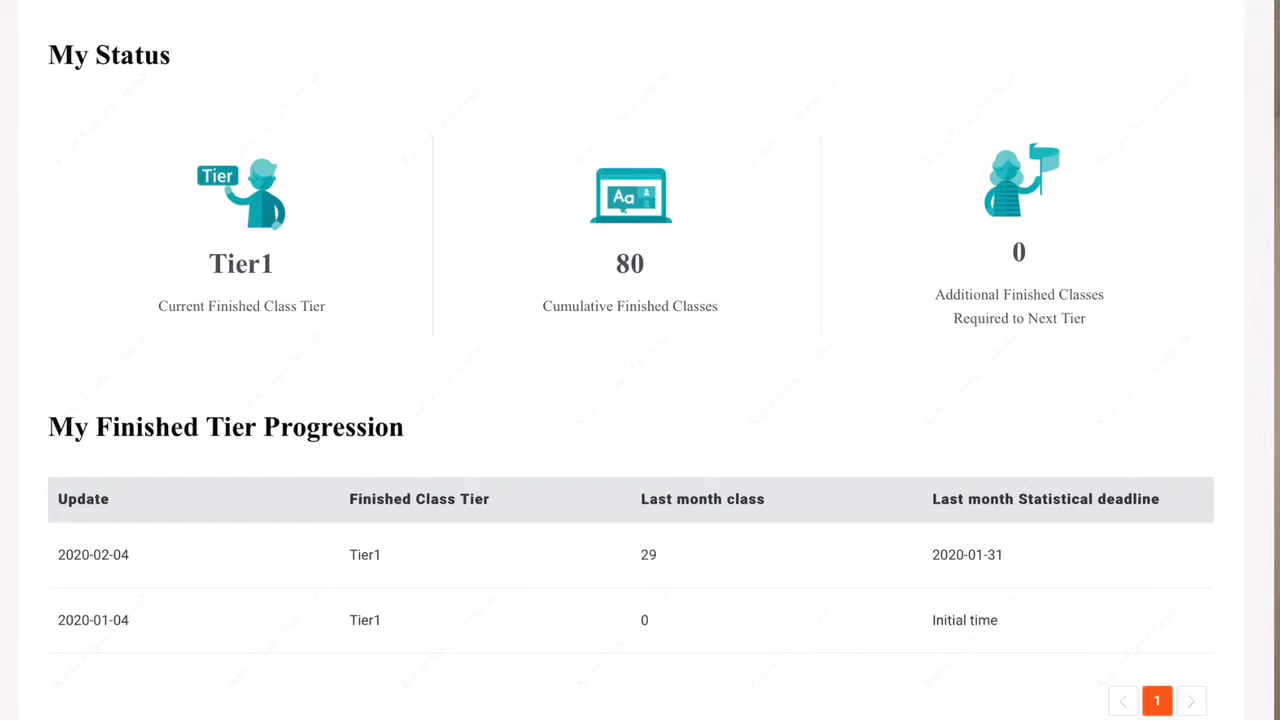 My Status
Tier
Aa
Tier1
80
0
Current Finished Class Tier
Cumulative Finished Classes
Additional Finished Classes
Required to Next Tier
My Finished Tier Progression
Update Finished Class Tier Last month class Last month Statistical deadline
2020-02-04 Tier1 29 2020-01-31
2020-01-04 Tier1 0 Initial time
1